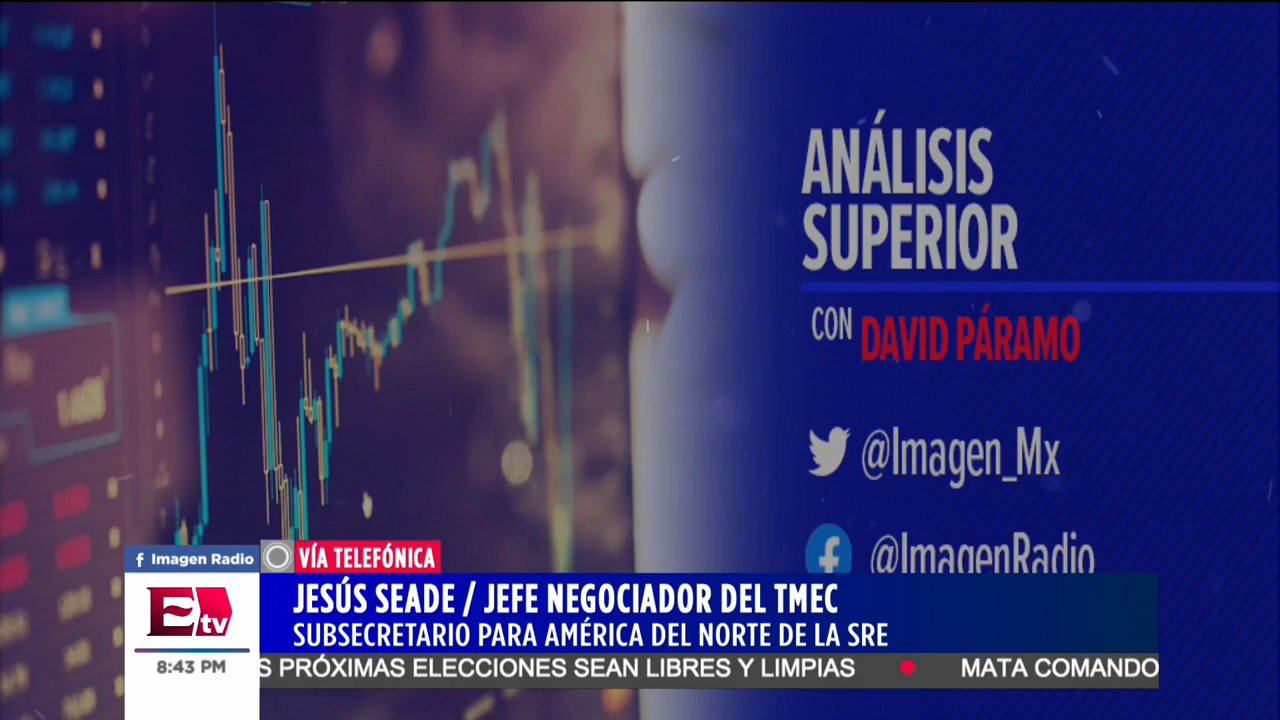 ANÁLISIS
SUPERIOR
CON DAVID PÁRAMO
@Imagen_Mx
@ImagenRadio
f Imagen Radio
VÍA TELEFÓNICA
JESÚS SEADE / JEFE NEGOCIADOR DEL TMEC
SUBSECRETARIO PARA AMÉRICA DEL NORTE DE LA SRE
Etv
8:43 PM
S PRÓXIMAS ELECCIONES SEAN LIBRES Y LIMPIAS • MATA COMANDO